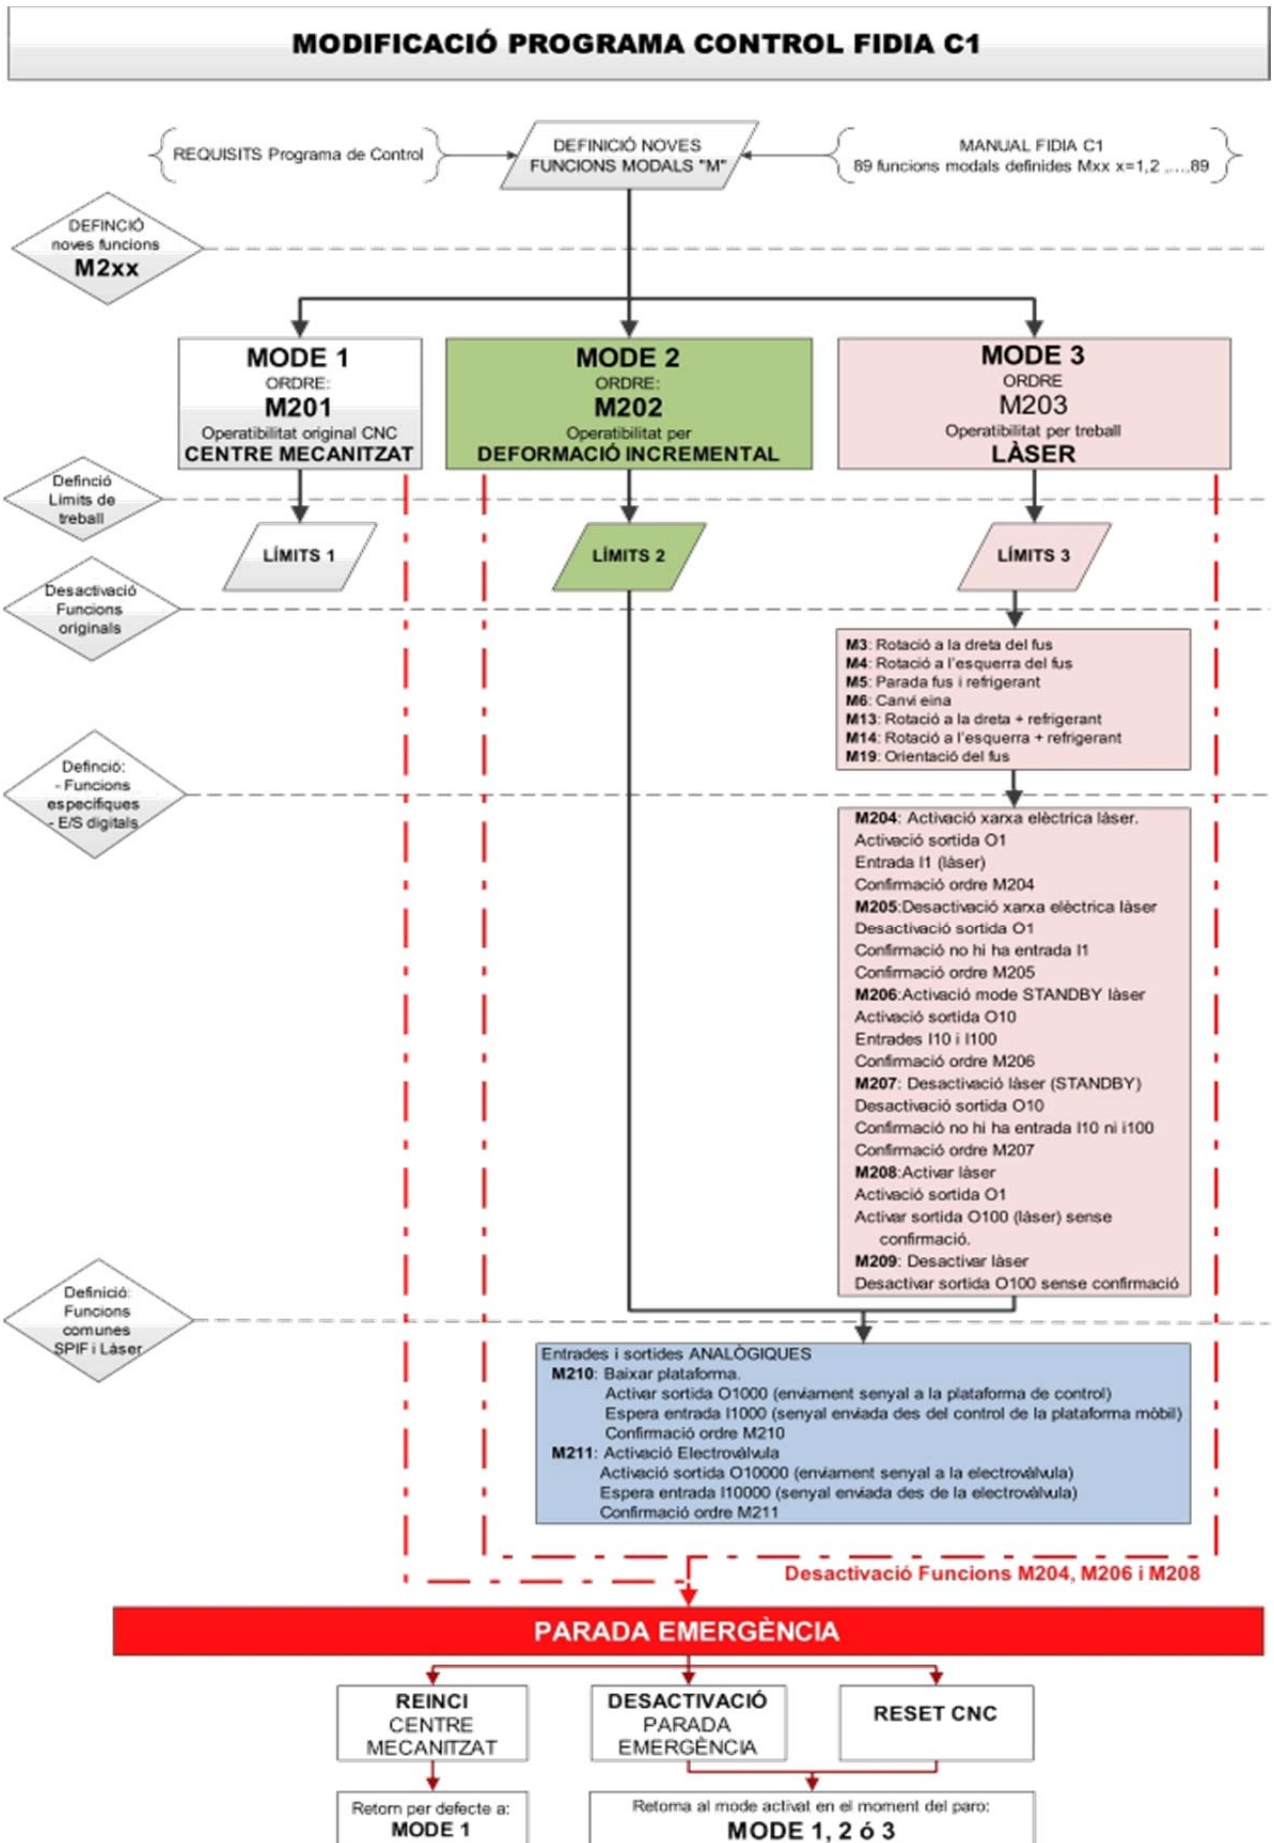 MODIFICACIÓ PROGRAMA CONTROL FIDIA C1
REQUISITS Programa de Control
DEFINICIÓ NOVES
FUNCIONS MODALS "M"
MANUAL FIDIA C1
89 funcions modals definides Mxx x=1,2 ,...,89
DEFINCIÓ
noves funcions
M2xx
MODE 1
ORDRE:
M201
Operatibilitat original CNC
CENTRE MECANITZAT
MODE 2
ORDRE:
M202
Operatibilitat per
DEFORMACIÓ INCREMENTAL
MODE 3
ORDRE
M203
Operatibilitat per treball
LÀSER
Definció
Límits de
treball
LÍMITS 1
LÍMITS 2
LÍMITS 3
Desactivació
Funcions
originals
M3: Rotació a la dreta del fus
M4: Rotació a l'esquerra del fus
M5: Parada fus i refrigerant
M6: Canvi eina
M13: Rotació a la dreta + refrigerant
M14: Rotació a l'esquerra + refrigerant
M19: Orientació del fus
Definció:
- Funcions
específiques
- E/S digitals
M204: Activació xarxa elèctrica làser.
Activació sortida O1
Entrada I1 (làser)
Confirmació ordre M204
M205:Desactivació xarxa elèctrica làser
Desactivació sortida O1
Confirmació no hi ha entrada I1
Confirmació ordre M205
M206:Activació mode STANDBY làser
Activació sortida O10
Entrades I10 i I100
Confirmació ordre M206
M207: Desactivació làser (STANDBY)
Desactivació sortida O10
Confirmació no hi ha entrada I10 ni i100
Confirmació ordre M207
M208:Activar làser
Activació sortida O1
Activar sortida O100 (làser) sense
confirmació.
M209: Desactivar làser
Desactivar sortida O100 sense confirmació
Definició:
Funcions
comunes
SPIF i Làser
Entrades i sortides ANALÒGIQUES
M210: Baixar plataforma.
Activar sortida O1000 (enviament senyal a la plataforma de control)
Espera entrada I1000 (senyal enviada des del control de la plataforma mòbil)
Confirmació ordre M210
M211: Activació Electrovàlvula
Activació sortida O10000 (enviament senyal a la electrovàlvula)
Espera entrada I10000 (senyal enviada des de la electrovàlvula)
Confirmació ordre M211
Desactivació Funcions M204, M206 i M208
PARADA EMERGÈNCIA
REINCI
CENTRE
MECANITZAT
DESACTIVACIÓ
PARADA
EMERGÈNCIA
RESET CNC
Retorn per defecte a:
MODE 1
Retorna al mode activat en el moment del paro:
MODE 1, 2 ó 3